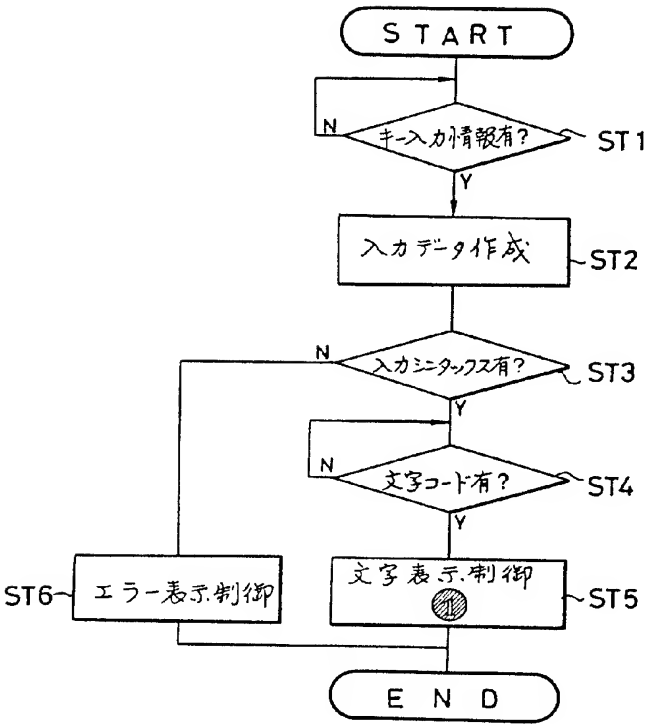 START
N
キー入力情報有?
ST1
Y
入力データ作成
ST2
N
入力シンタックス有?
ST3
Y
N
文字コード有?
ST4
Y
ST6
エラー表示制御
文字表示制御
1
ST5
END